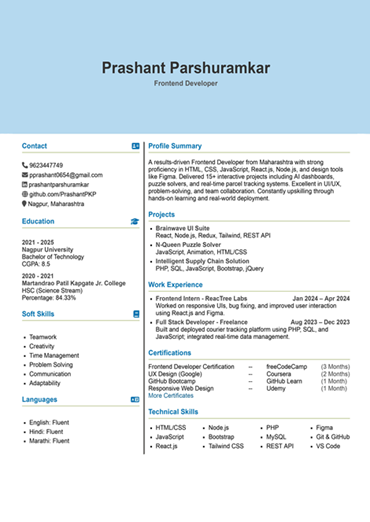 Prashant Parshuramkar
Frontend Developer
Contact
9623447749
pprashant0654@gmail.com
prashantparshuramkar
github.com/PrashantPKP
Nagpur, Maharashtra
Education
2021 - 2025
Nagpur University
Bachelor of Technology
CGPA: 8.5
2020 - 2021
Martandrao Patil Kapgate Jr. College
HSC (Science Stream)
Percentage: 84.33%
Soft Skills
• Teamwork
• Creativity
• Time Management
• Problem Solving
• Communication
• Adaptability
Languages
• English: Fluent
• Hindi: Fluent
• Marathi: Fluent
Profile Summary
A results-driven Frontend Developer from Maharashtra with strong
proficiency in HTML, CSS, JavaScript, React.js, Node.js, and design tools
like Figma. Delivered 15+ interactive projects including AI dashboards,
puzzle solvers, and real-time parcel tracking systems. Excellent in UI/UX,
problem-solving, and team collaboration. Constantly upskilling through
hands-on learning and real-world deployment.
Projects
• Brainwave UI Suite
React, Node.js, Redux, Tailwind, REST API
• N-Queen Puzzle Solver
JavaScript, Animation, HTML/CSS
• Intelligent Supply Chain Solution
PHP, SQL, JavaScript, Bootstrap, jQuery
Work Experience
• Frontend Intern - ReacTree Labs Jan 2024 – Apr 2024
Worked on responsive UIs, bug fixing, and improved user interaction
using React.js and Figma.
• Full Stack Developer - Freelance Aug 2023 – Dec 2023
Built and deployed courier tracking platform using PHP, SQL, and
JavaScript, integrated real-time data management.
Certifications
Frontend Developer Certification -- freeCodeCamp (3 Months)
UX Design (Google) -- Coursera (2 Months)
GitHub Bootcamp -- GitHub Learn (1 Month)
Responsive Web Design -- Udemy (1 Month)
More Certificates
Technical Skills
• HTML/CSS • Node.js • PHP • Figma
• JavaScript • Bootstrap • MySQL • Git & GitHub
• React.js • Tailwind CSS • REST API • VS Code